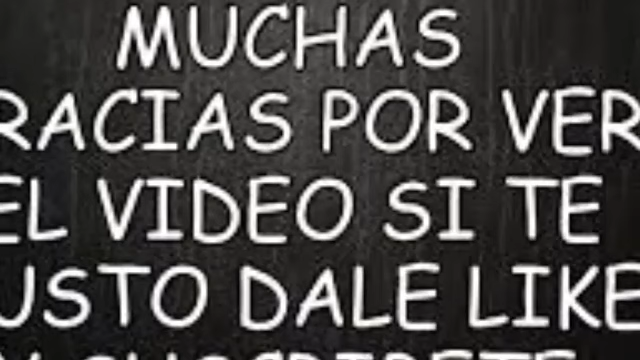 MUCHAS
RACIAS POR VER
EL VIDEO SI TE
USTO DALE LIKE